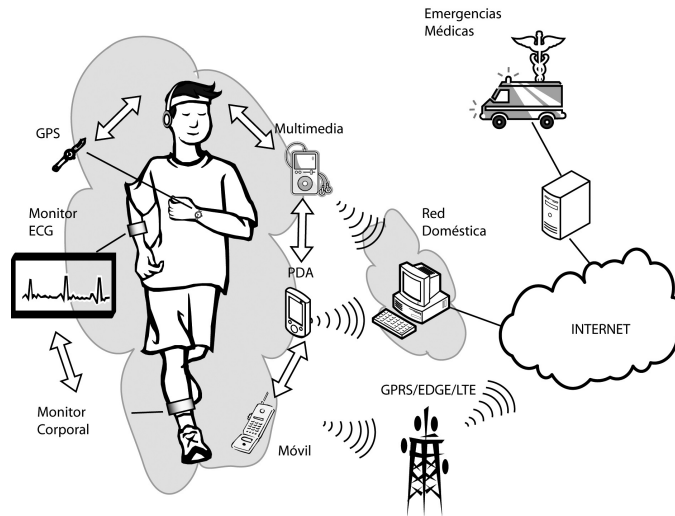 Emergencias
Médicas
GPS
Multimedia
Monitor
ECG
Red
Doméstica
PDA
INTERNET
GPRS/EDGE/LTE
Monitor
Corporal
Móvil